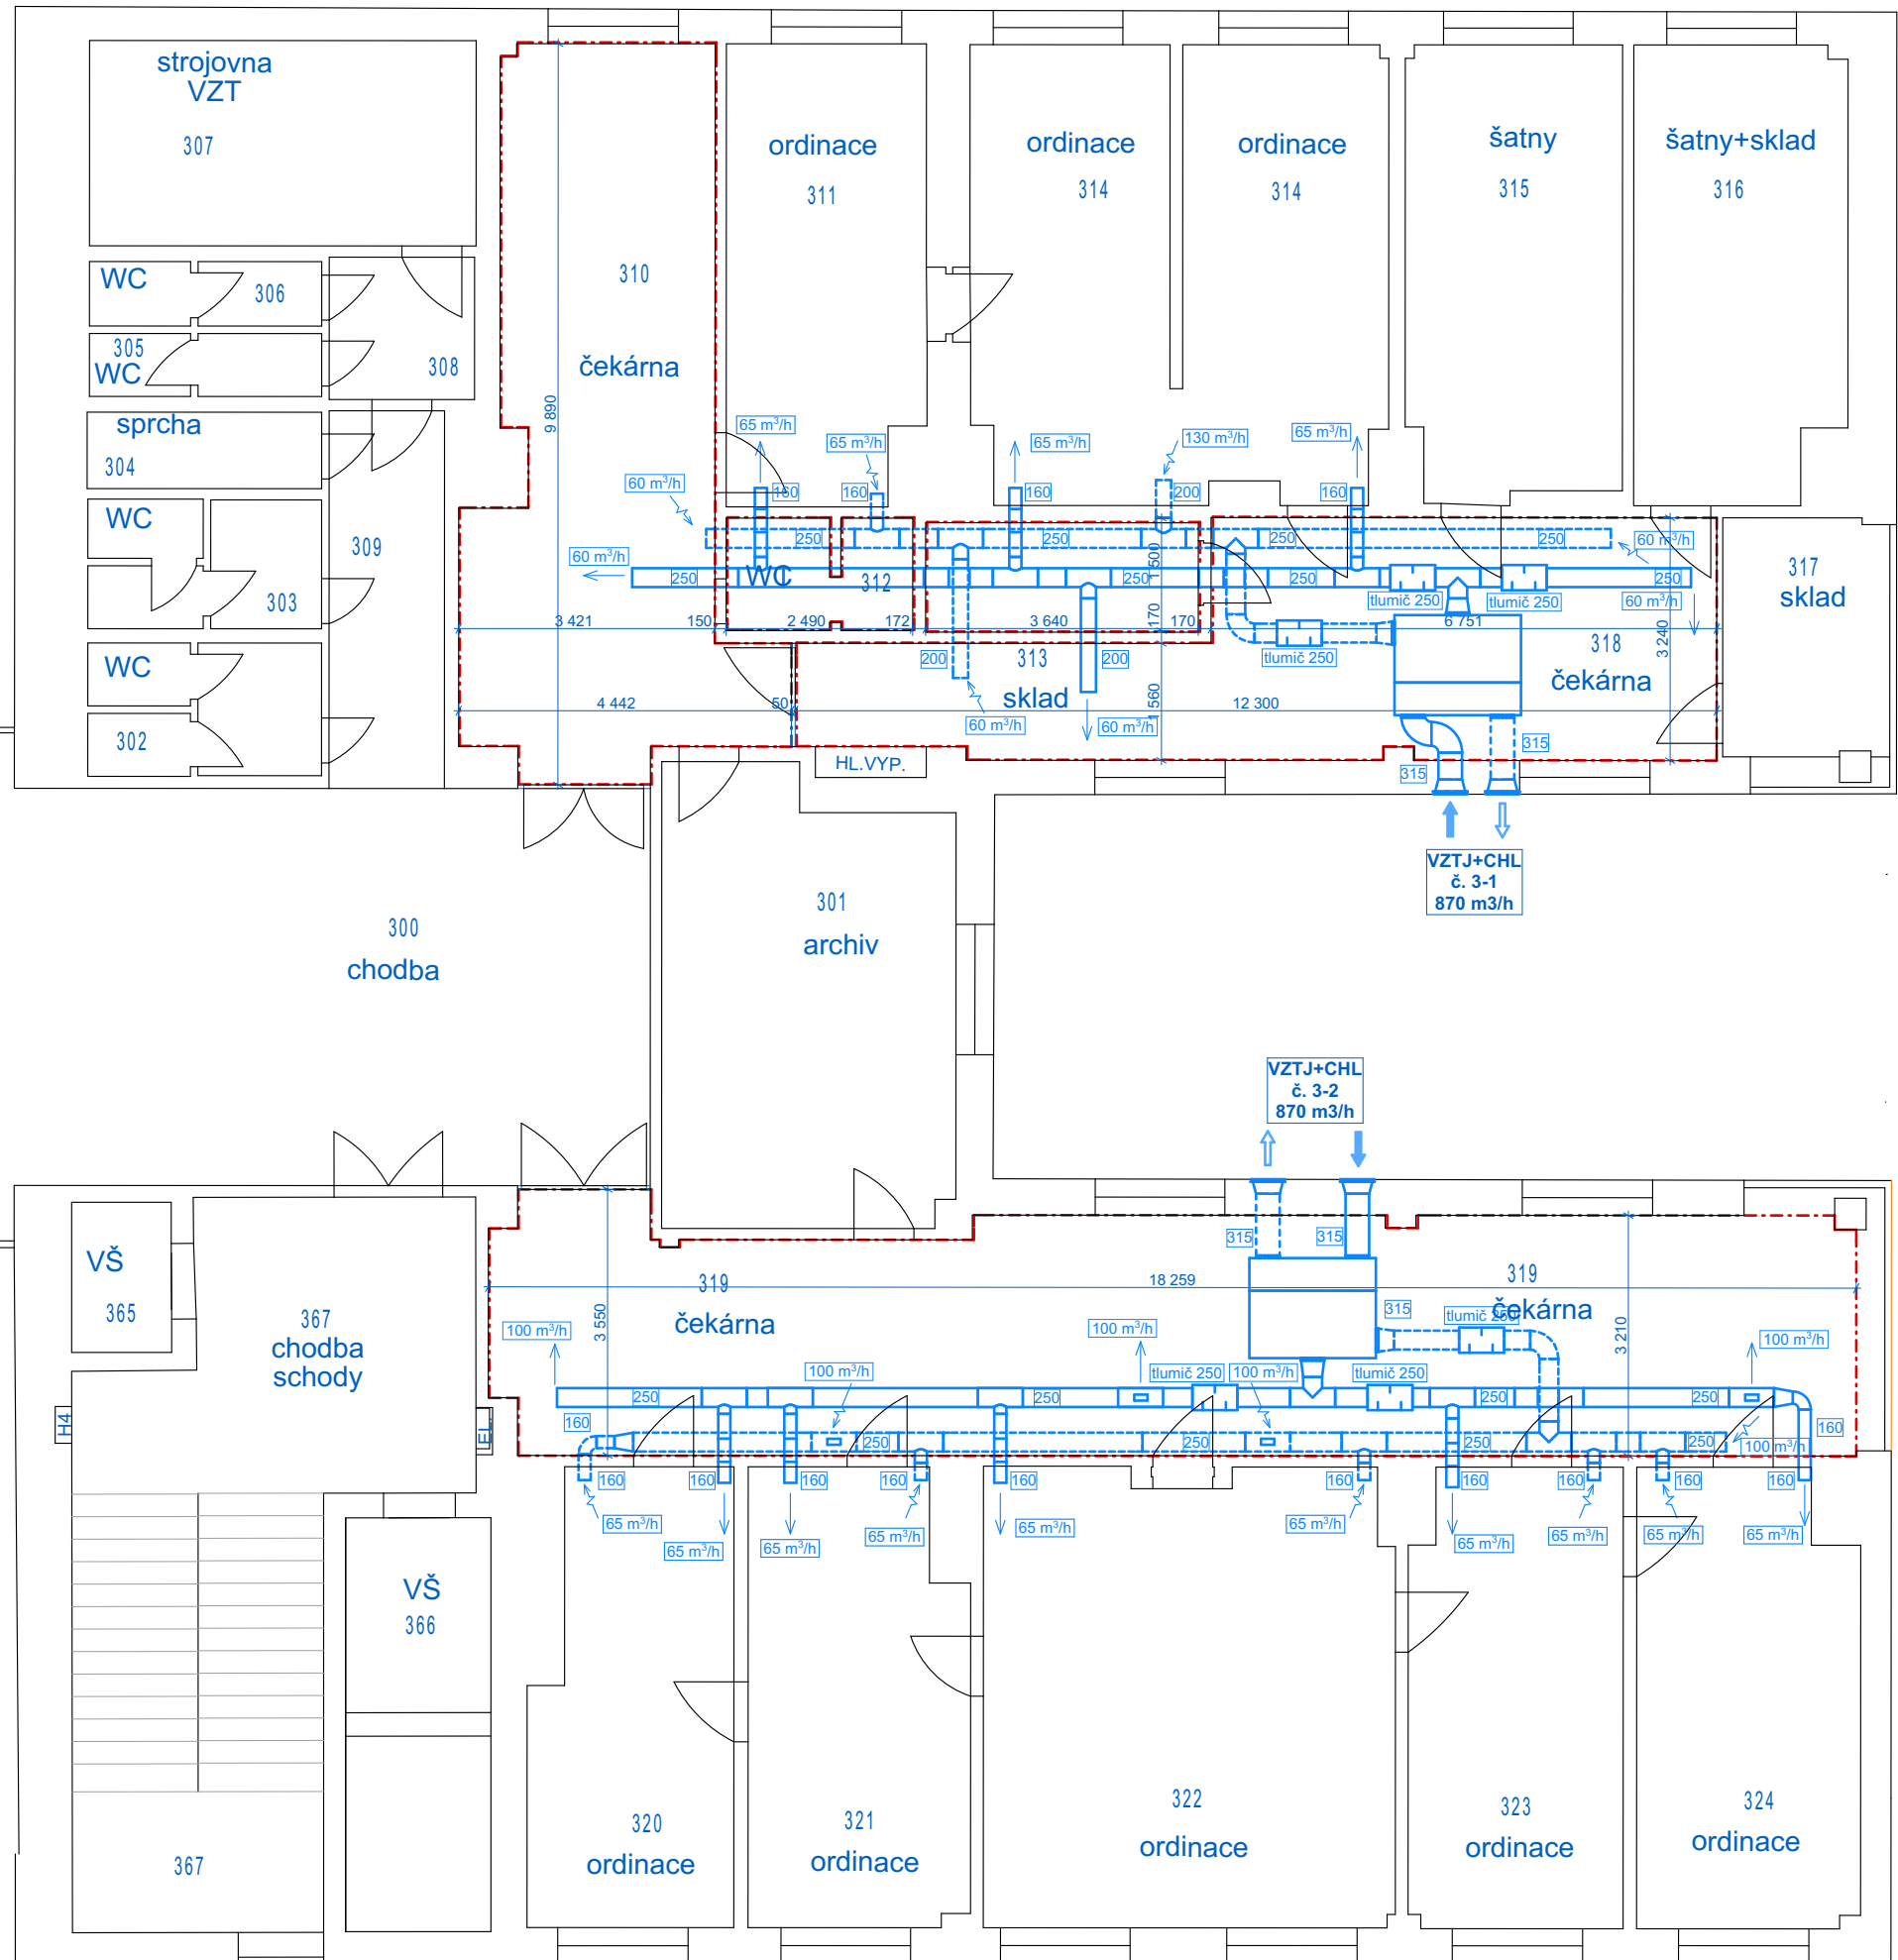 strojovna
VZT
307
ordinace
311
ordinace
314
ordinace
314
šatny
315
šatny+sklad
316
WC
306
305
WC
308
310
čekárna
9 890
sprcha
304
WC
309
303
WC
302
65 m³/h
65 m³/h
65 m³/h
130 m³/h
65 m³/h
60 m³/h
160
160
160
200
160
250
250
250
250
60 m³/h
60 m³/h
250
WC
312
250
250
250
1 500
317
sklad
tlumič 250
tlumič 250
60 m³/h
3 421
150
2 490
172
3 640
170
170
6 751
318
čekárna
3 240
200
313
200
tlumič 250
sklad
4 442
50
60 m³/h
60 m³/h
1 560
12 300
315
315
HL.VYP.
VZTJ+CHL
č. 3-1
870 m3/h
301
archiv
300
chodba
VZTJ+CHL
č. 3-2
870 m3/h
315
315
VŠ
365
367
chodba
schody
319
čekárna
18 259
319
čekárna
3 550
3 210
315
tlumič 250
100 m³/h
100 m³/h
100 m³/h
100 m³/h
tlumič 250
100 m³/h
tlumič 250
250
250
250
250
H4
EL
160
250
250
250
250
160
100 m³/h
160
160
160
160
160
160
160
160
160
160
65 m³/h
65 m³/h
65 m³/h
65 m³/h
65 m³/h
65 m³/h
65 m³/h
65 m³/h
65 m³/h
65 m³/h
VŠ
366
320
ordinace
321
ordinace
322
ordinace
323
ordinace
324
ordinace
367